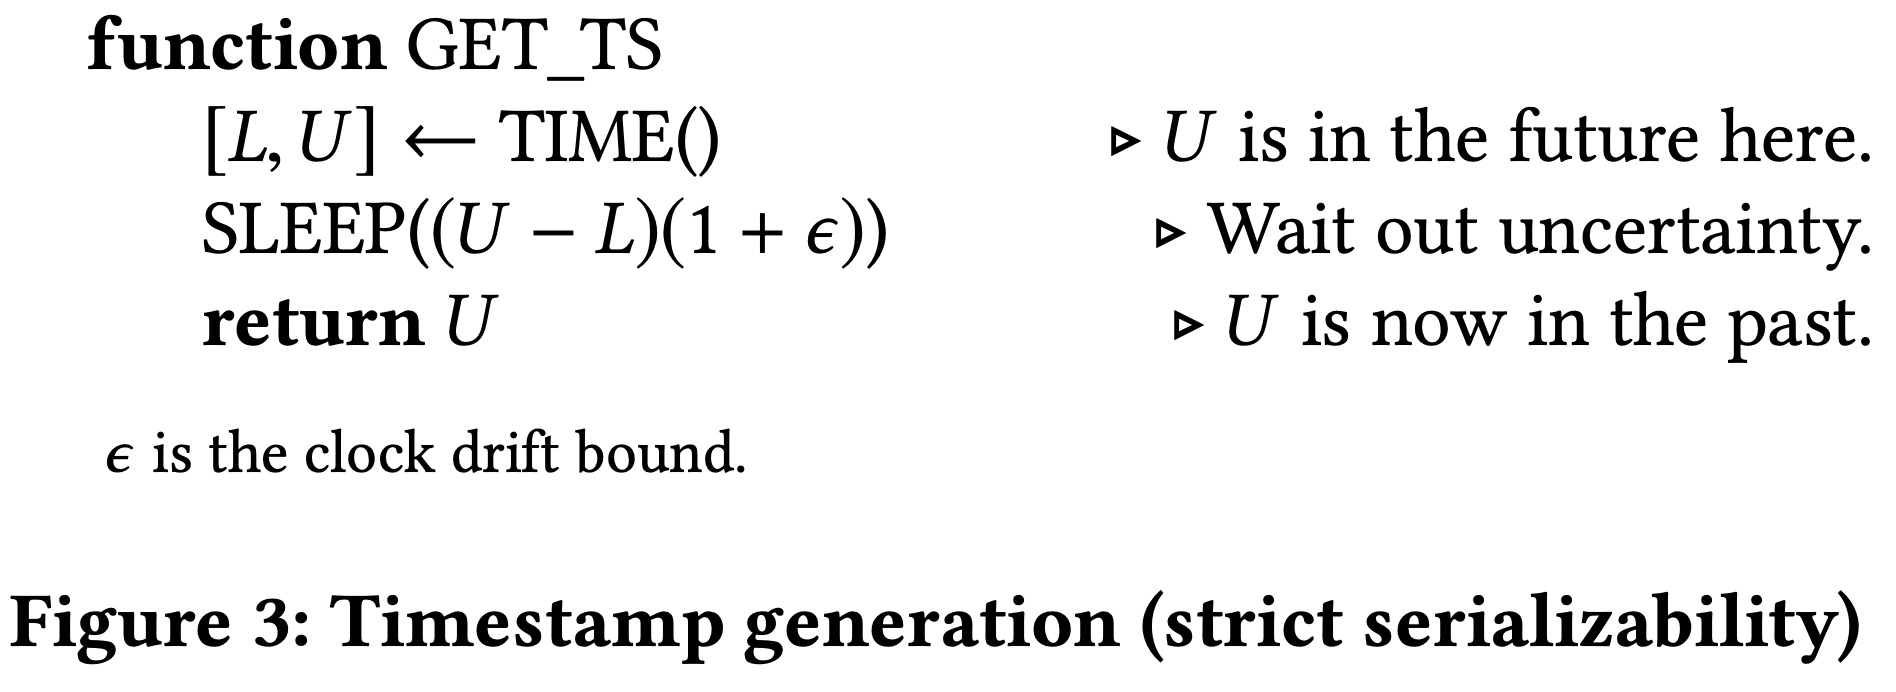 function GET_TS
[L, U] ← TIME() ▹ U is in the future here.
SLEEP((U − L)(1 + ϵ)) ▹ Wait out uncertainty.
return U ▹ U is now in the past.
ϵ is the clock drift bound.
Figure 3: Timestamp generation (strict serializability)